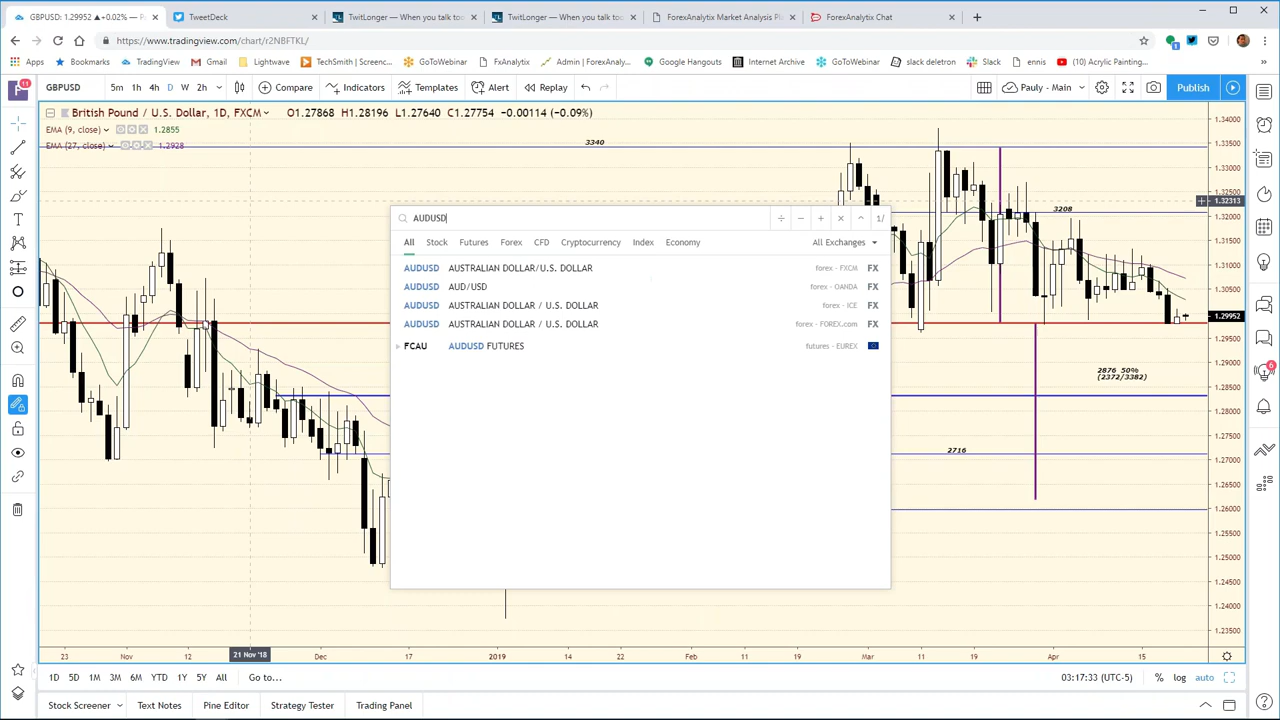 GBPUSD: 1.29952 ▲+0.02% — P
TweetDeck
TwitLonger — When you talk too
TwitLonger — When you talk too
ForexAnalytix Market Analysis Pl
ForexAnalytix Chat
https://www.tradingview.com/chart/r2NBFTKL/
Apps
Bookmarks
TradingView
Gmail
Lightwave
TechSmith | Screenc
GoToWebinar
FxAnalytix
Admin | ForexAnaly
Google Hangouts
Internet Archive
GoToWebinar
slack deletron
Slack
ennis
(10) Acrylic Painting
»
11
GBPUSD
5m 1h 4h D W 2h
Compare
Indicators
Templates
Alert
Replay
Pauly - Main
Publish
British Pound / U.S. Dollar, 1D, FXCM
O1.27868 H1.28196 L1.27640 C1.27754 −0.00114 (−0.09%)
EMA (9, close) 1.2855
EMA (27, close) 1.2928
3340
3208
2876 50%
(2372/3382)
2716
AUDUSD
÷ − + × ^ 1/
All Stock Futures Forex CFD Cryptocurrency Index Economy
All Exchanges
AUDUSD AUSTRALIAN DOLLAR/U.S. DOLLAR forex - FXCM FX
AUDUSD AUD/USD forex - OANDA FX
AUDUSD AUSTRALIAN DOLLAR / U.S. DOLLAR forex - ICE FX
AUDUSD AUSTRALIAN DOLLAR / U.S. DOLLAR forex - FOREX.com FX
FCAU AUDUSD FUTURES futures - EUREX
1.34000
1.33500
1.33000
1.32313
1.32000
1.31500
1.31000
1.30500
1.29952
1.29500
1.29000
1.28500
1.28000
1.27500
1.27000
1.26500
1.26000
1.25500
1.25000
1.24500
1.24000
1.23500
6
23 Nov 12 21 Nov '18 Dec 17 2019 14 22 Feb 11 19 Mar 11 19 Apr 15
1D 5D 1M 3M 6M YTD 1Y 5Y All
Go to...
03:17:33 (UTC-5)
% log auto
Stock Screener
Text Notes
Pine Editor
Strategy Tester
Trading Panel